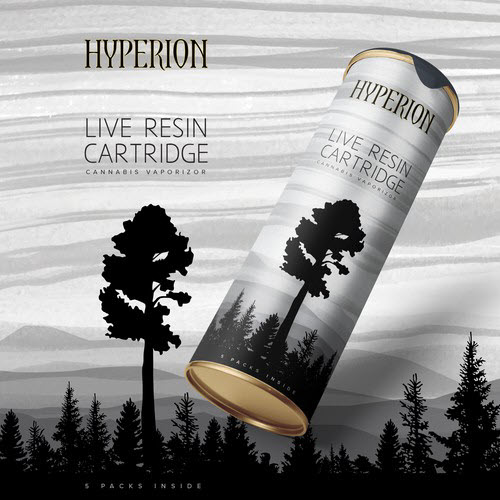 HYPERION
LIVE RESIN
CARTRIDGE
CANNABIS VAPORIZOR
5 PACKS INSIDE
HYPERION
LIVE RESIN
CARTRIDGE
CANNABIS VAPORIZOR
5 PACKS INSIDE